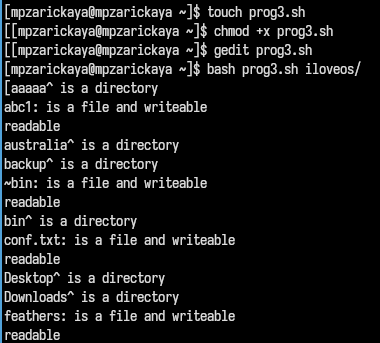 [mpzarickaya@mpzarickaya ~]$ touch prog3.sh
[[mpzarickaya@mpzarickaya ~]$ chmod +x prog3.sh
[[mpzarickaya@mpzarickaya ~]$ gedit prog3.sh
[mpzarickaya@mpzarickaya ~]$ bash prog3.sh iloveos/
[aaaaa^ is a directory
abc1: is a file and writeable
readable
australia^ is a directory
backup^ is a directory
~bin: is a file and writeable
readable
bin^ is a directory
conf.txt: is a file and writeable
readable
Desktop^ is a directory
Downloads^ is a directory
feathers: is a file and writeable
readable